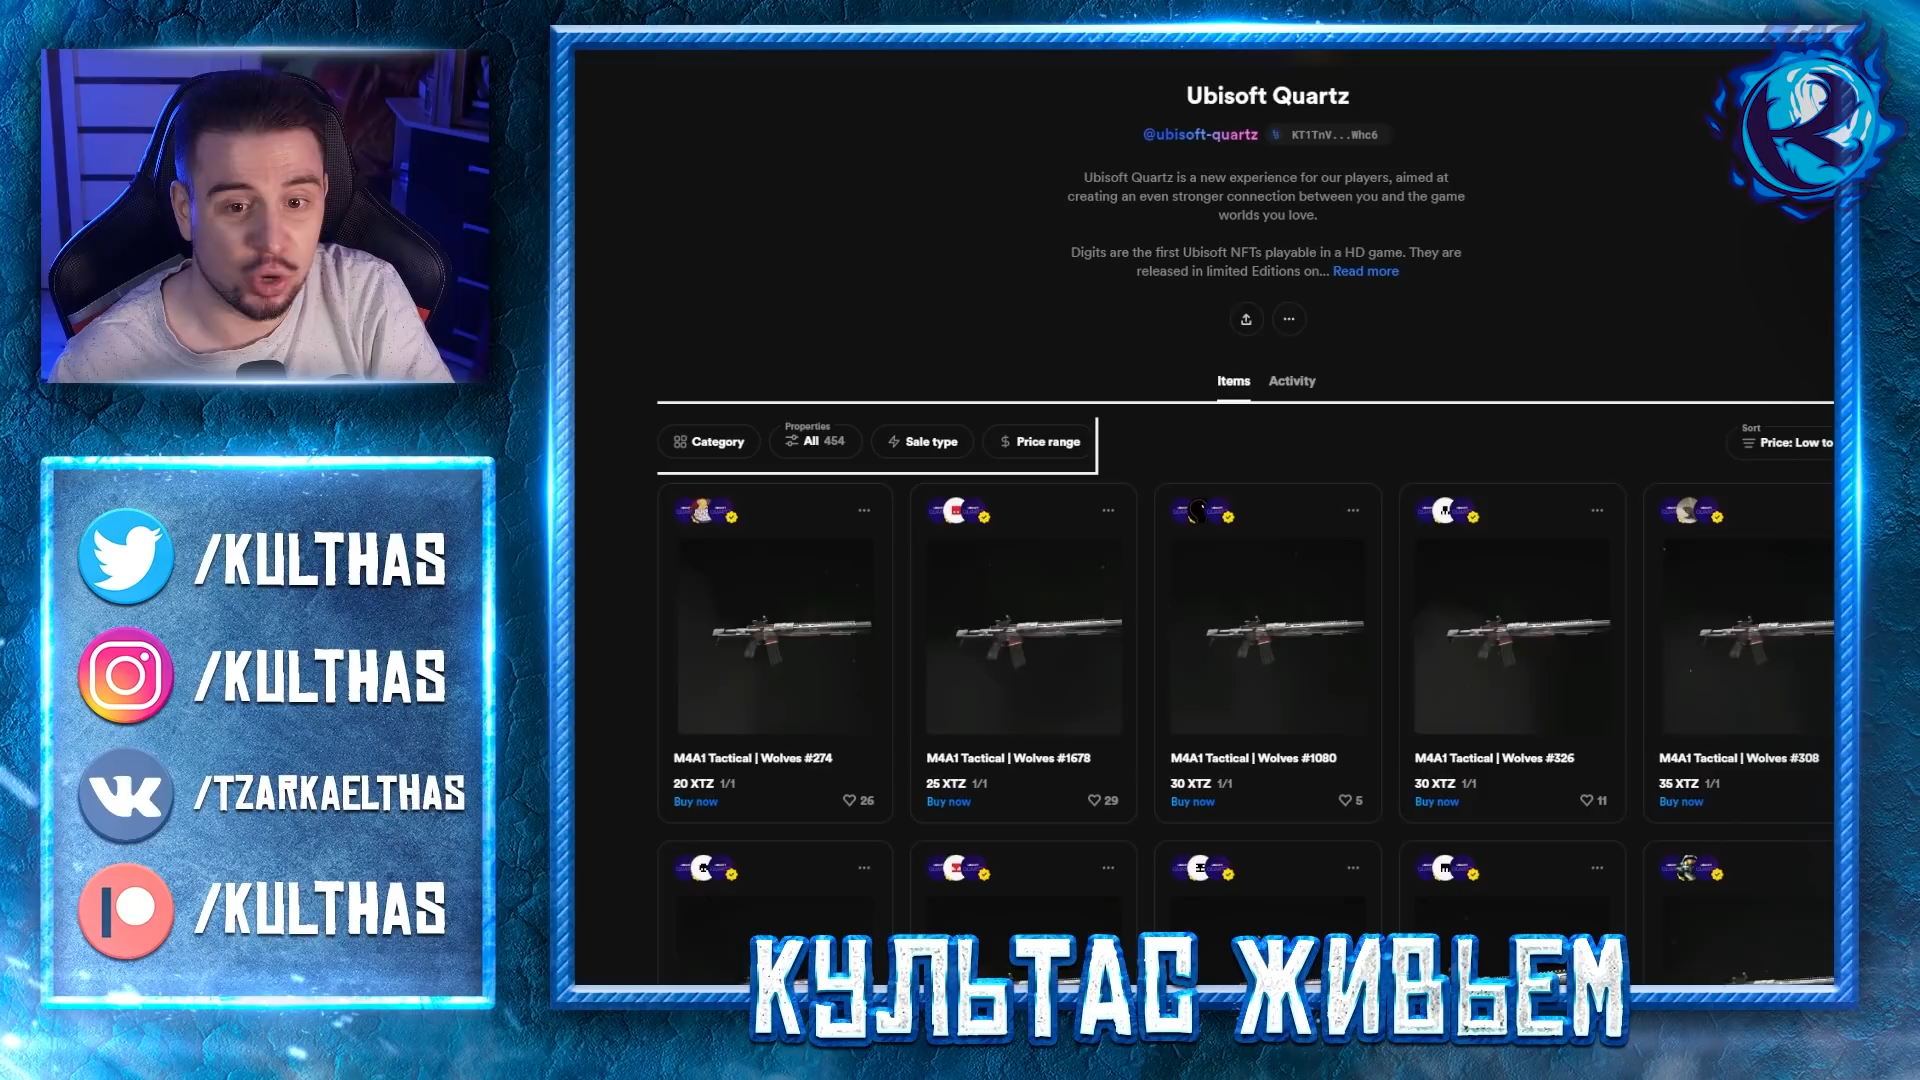 /KULTHAS
/KULTHAS
/TZARKAELTHAS
/KULTHAS
Ubisoft Quartz
@ubisoft-quartz KT1TnV...Whc6
Ubisoft Quartz is a new experience for our players, aimed at
creating an even stronger connection between you and the game
worlds you love.
Digits are the first Ubisoft NFTs playable in a HD game. They are
released in limited Editions on... Read more
Items Activity
Category
Properties
All 454
Sale type
$ Price range
Sort
Price: Low to
M4A1 Tactical | Wolves #274
20 XTZ 1/1
Buy now 26
M4A1 Tactical | Wolves #1678
25 XTZ 1/1
Buy now 29
M4A1 Tactical | Wolves #1080
30 XTZ 1/1
Buy now 5
M4A1 Tactical | Wolves #326
30 XTZ 1/1
Buy now 11
M4A1 Tactical | Wolves #308
35 XTZ 1/1
Buy now
КУЛЬТАС ЖИВЬЕМ